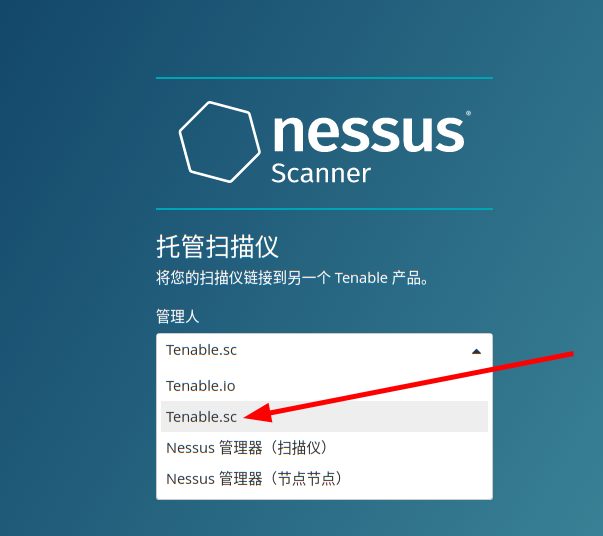 nessus®
Scanner
托管扫描仪
将您的扫描仪链接到另一个 Tenable 产品。
管理人
Tenable.sc
Tenable.io
Tenable.sc
Nessus 管理器（扫描仪）
Nessus 管理器（节点节点）